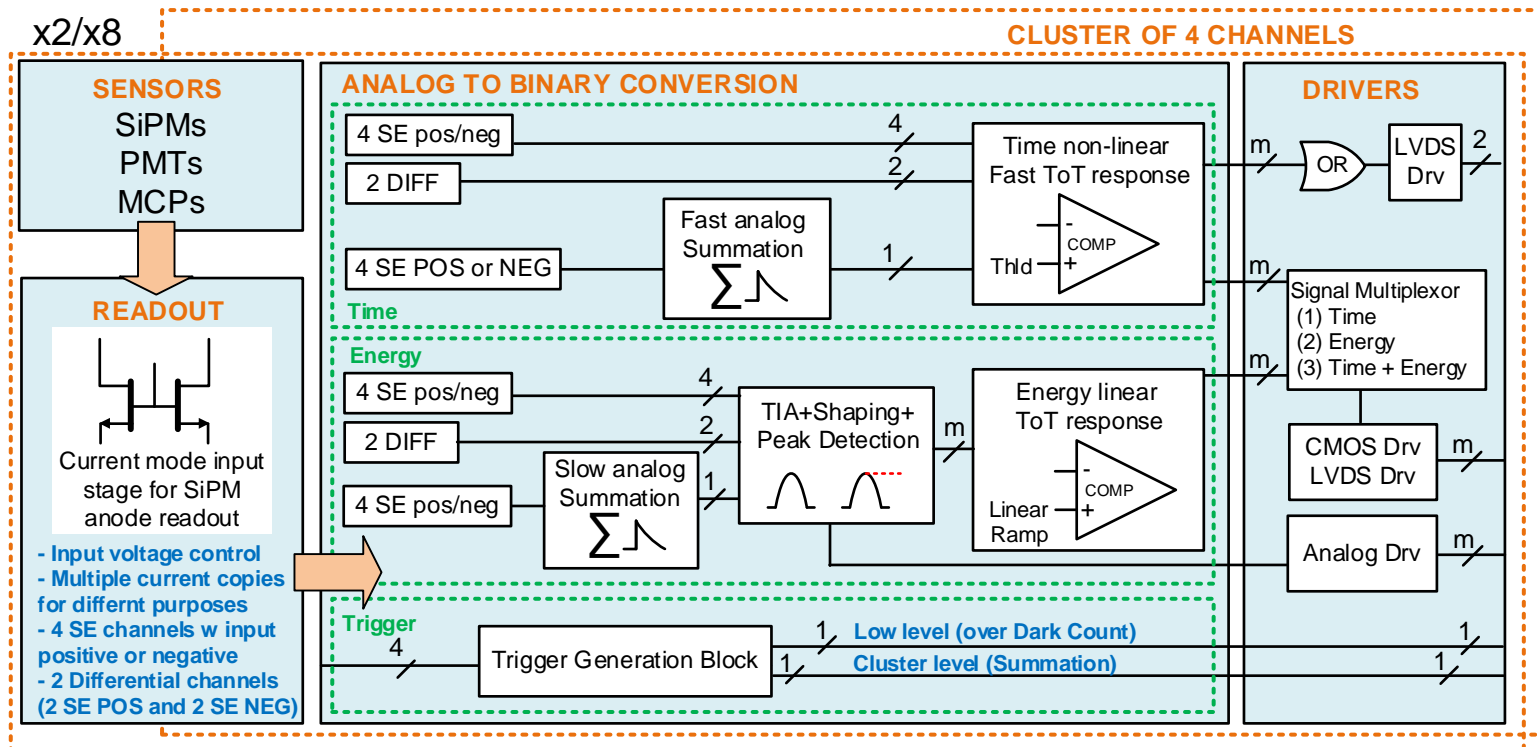 x2/x8
CLUSTER OF 4 CHANNELS
SENSORS
SiPMs
PMTs
MCPs
READOUT
Current mode input
stage for SiPM
anode readout
- Input voltage control
- Multiple current copies
for differnt purposes
- 4 SE channels w input
positive or negative
- 2 Differential channels
(2 SE POS and 2 SE NEG)
ANALOG TO BINARY CONVERSION
4 SE pos/neg
4
2 DIFF
2
4 SE POS or NEG
Fast analog
Summation
∑
1
Time non-linear
Fast ToT response
-
COMP
Thld
+
Time
Energy
4 SE pos/neg
4
2 DIFF
2
4 SE pos/neg
Slow analog
Summation
∑
1
TIA+Shaping+
Peak Detection
m
Energy linear
ToT response
-
COMP
Linear
Ramp
+
Trigger
4
Trigger Generation Block
1
Low level (over Dark Count)
1
1
Cluster level (Summation)
1
DRIVERS
m
OR
LVDS
Drv
2
m
Signal Multiplexor
(1) Time
(2) Energy
(3) Time + Energy
m
CMOS Drv
LVDS Drv
m
Analog Drv
m